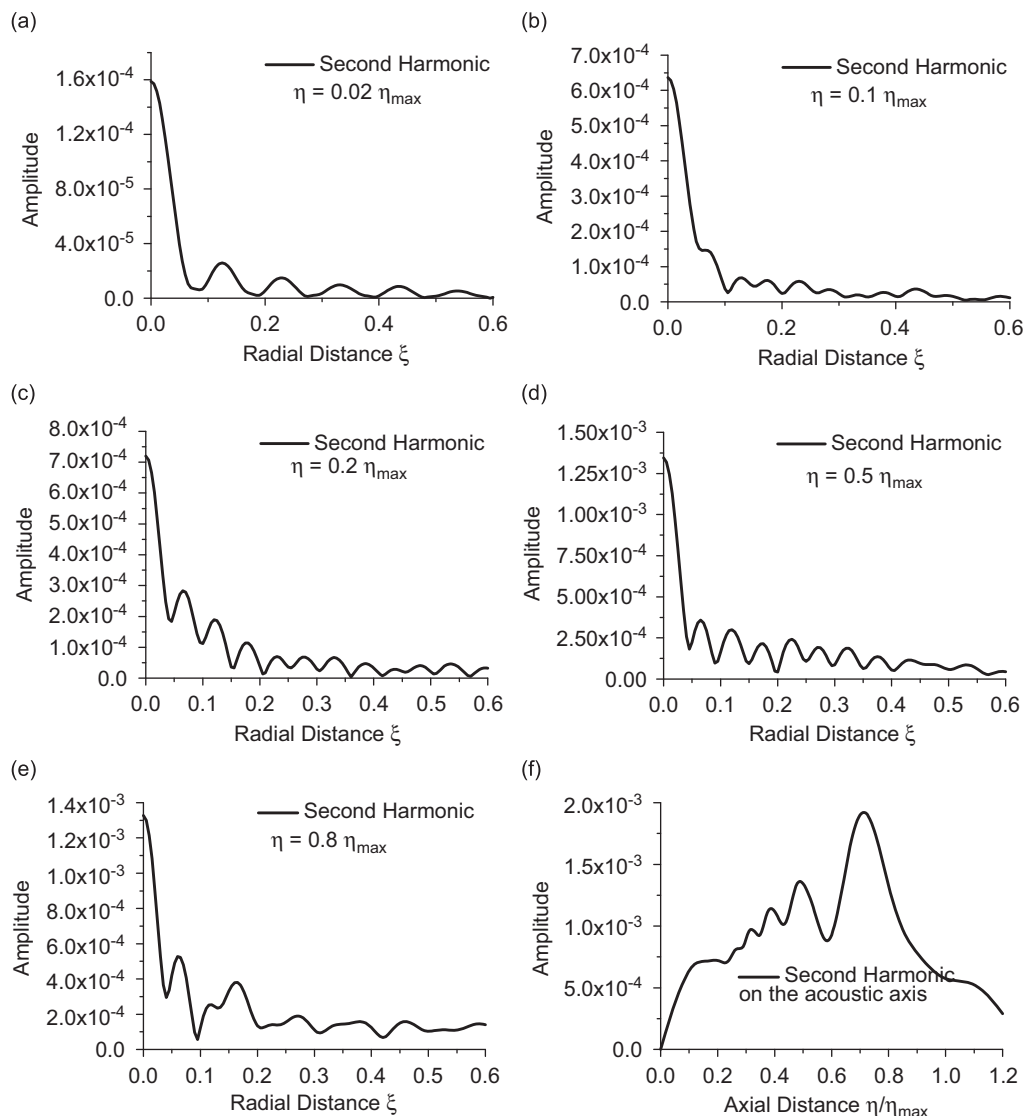 (a)
Second Harmonic
η = 0.02 ηmax
1.6x10-4
1.2x10-4
8.0x10-5
4.0x10-5
0.0
Amplitude
0.0 0.2 0.4 0.6
Radial Distance ξ
(b)
Second Harmonic
η = 0.1 ηmax
7.0x10-4
6.0x10-4
5.0x10-4
4.0x10-4
3.0x10-4
2.0x10-4
1.0x10-4
0.0
Amplitude
0.0 0.2 0.4 0.6
Radial Distance ξ
(c)
Second Harmonic
η = 0.2 ηmax
8.0x10-4
7.0x10-4
6.0x10-4
5.0x10-4
4.0x10-4
3.0x10-4
2.0x10-4
1.0x10-4
0.0
Amplitude
0.0 0.1 0.2 0.3 0.4 0.5 0.6
Radial Distance ξ
(d)
Second Harmonic
η = 0.5 ηmax
1.50x10-3
1.25x10-3
1.00x10-3
7.50x10-4
5.00x10-4
2.50x10-4
0.00
Amplitude
0.0 0.1 0.2 0.3 0.4 0.5 0.6
Radial Distance ξ
(e)
Second Harmonic
η = 0.8 ηmax
1.4x10-3
1.2x10-3
1.0x10-3
8.0x10-4
6.0x10-4
4.0x10-4
2.0x10-4
0.0
Amplitude
0.0 0.1 0.2 0.3 0.4 0.5 0.6
Radial Distance ξ
(f)
2.0x10-3
1.5x10-3
1.0x10-3
5.0x10-4
0.0
Amplitude
Second Harmonic
on the acoustic axis
0.0 0.2 0.4 0.6 0.8 1.0 1.2
Axial Distance η/ηmax